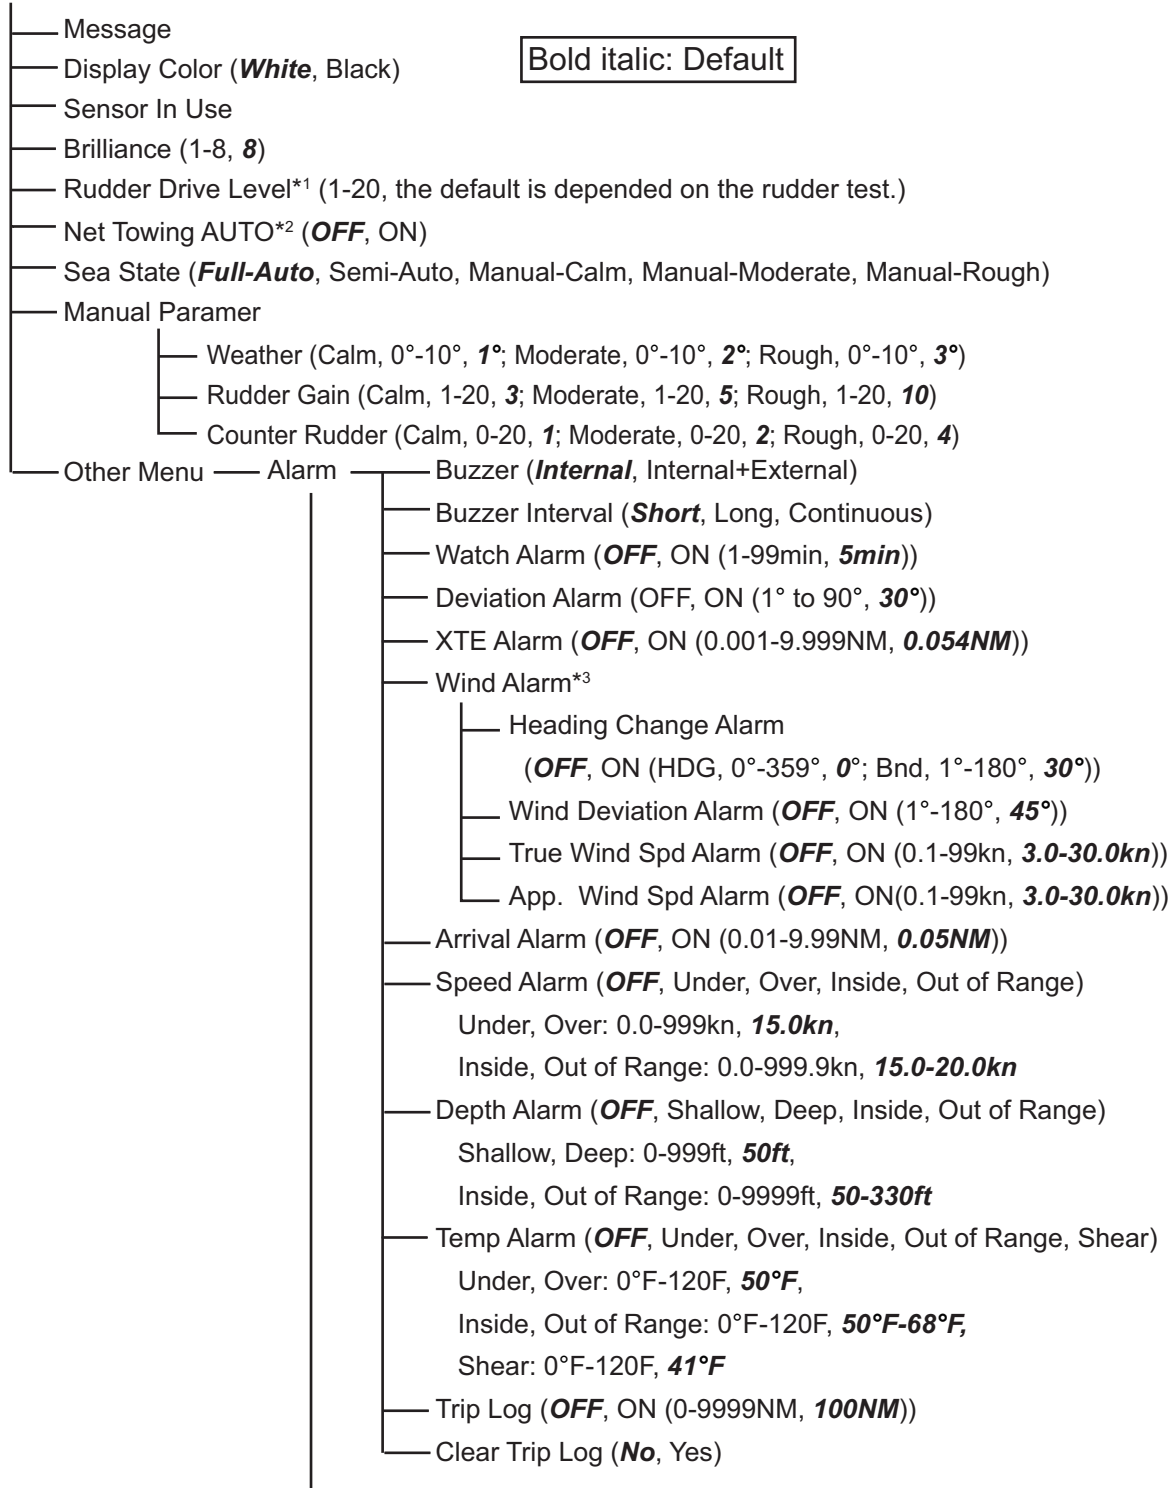 Message
Bold italic: Default
Display Color (White, Black)
Sensor In Use
Brilliance (1-8, 8)
Rudder Drive Level*1 (1-20, the default is depended on the rudder test.)
Net Towing AUTO*2 (OFF, ON)
Sea State (Full-Auto, Semi-Auto, Manual-Calm, Manual-Moderate, Manual-Rough)
Manual Paramer
Weather (Calm, 0°-10°, 1°; Moderate, 0°-10°, 2°; Rough, 0°-10°, 3°)
Rudder Gain (Calm, 1-20, 3; Moderate, 1-20, 5; Rough, 1-20, 10)
Counter Rudder (Calm, 0-20, 1; Moderate, 0-20, 2; Rough, 0-20, 4)
Other Menu Alarm Buzzer (Internal, Internal+External)
Buzzer Interval (Short, Long, Continuous)
Watch Alarm (OFF, ON (1-99min, 5min))
Deviation Alarm (OFF, ON (1° to 90°, 30°))
XTE Alarm (OFF, ON (0.001-9.999NM, 0.054NM))
Wind Alarm*3
Heading Change Alarm
(OFF, ON (HDG, 0°-359°, 0°; Bnd, 1°-180°, 30°))
Wind Deviation Alarm (OFF, ON (1°-180°, 45°))
True Wind Spd Alarm (OFF, ON (0.1-99kn, 3.0-30.0kn))
App. Wind Spd Alarm (OFF, ON(0.1-99kn, 3.0-30.0kn))
Arrival Alarm (OFF, ON (0.01-9.99NM, 0.05NM))
Speed Alarm (OFF, Under, Over, Inside, Out of Range)
Under, Over: 0.0-999kn, 15.0kn,
Inside, Out of Range: 0.0-999.9kn, 15.0-20.0kn
Depth Alarm (OFF, Shallow, Deep, Inside, Out of Range)
Shallow, Deep: 0-999ft, 50ft,
Inside, Out of Range: 0-9999ft, 50-330ft
Temp Alarm (OFF, Under, Over, Inside, Out of Range, Shear)
Under, Over: 0°F-120F, 50°F,
Inside, Out of Range: 0°F-120F, 50°F-68°F,
Shear: 0°F-120F, 41°F
Trip Log (OFF, ON (0-9999NM, 100NM))
Clear Trip Log (No, Yes)